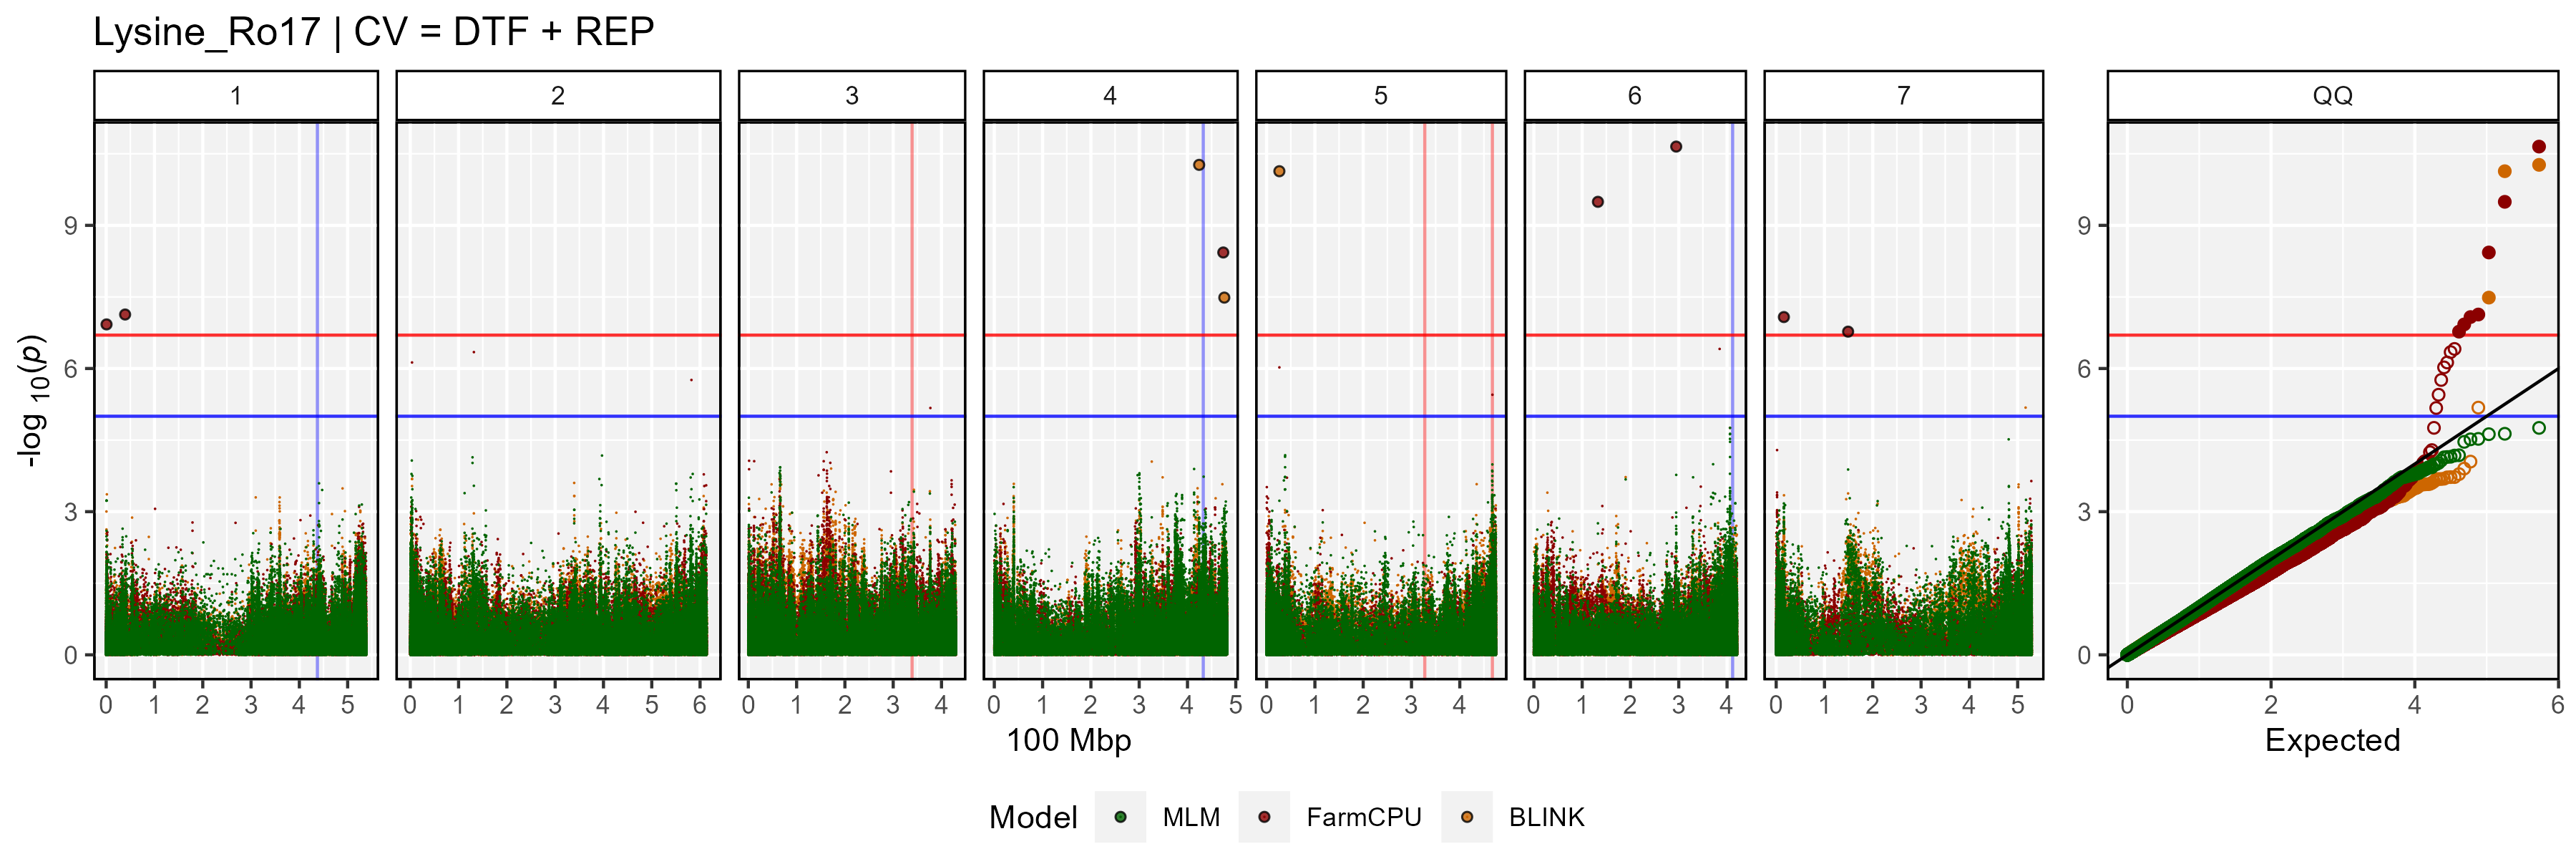 Lysine_Ro17 | CV = DTF + REP
1 2 3 4 5 6 7 QQ
-log 10(p)
9 9
6 6
3 3
0 0
0 1 2 3 4 5 0 1 2 3 4 5 6 0 1 2 3 4 0 1 2 3 4 5 0 1 2 3 4 0 1 2 3 4 0 1 2 3 4 5 0 2 4 6
100 Mbp Expected
Model MLM FarmCPU BLINK